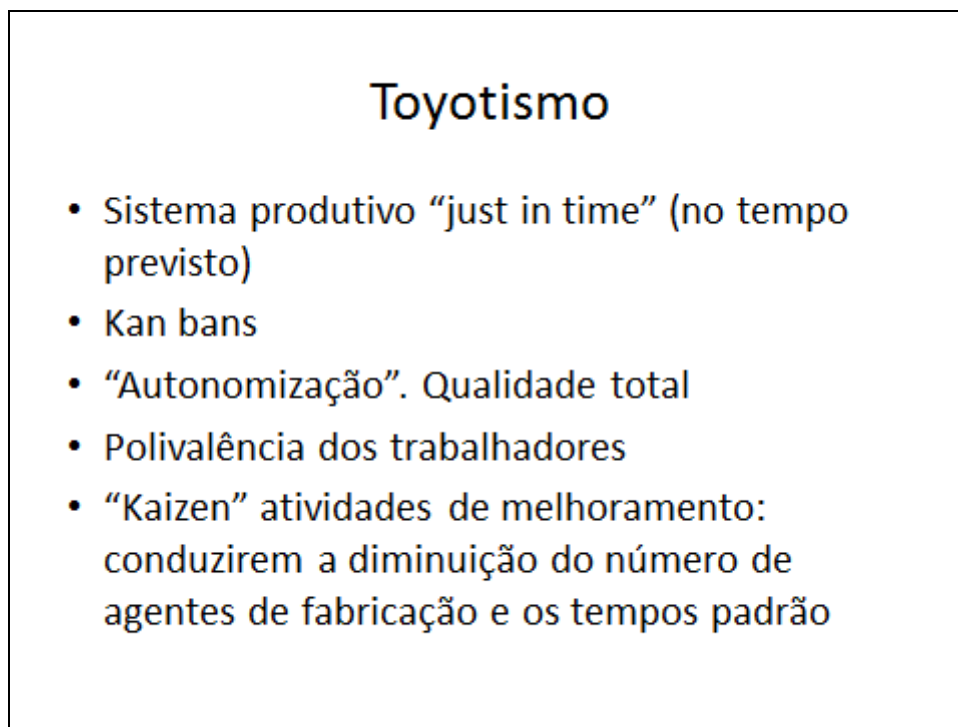 Toyotismo
• Sistema produtivo “just in time” (no tempo
previsto)
• Kan bans
• “Autonomização”. Qualidade total
• Polivalência dos trabalhadores
• “Kaizen” atividades de melhoramento:
conduzirem a diminuição do número de
agentes de fabricação e os tempos padrão